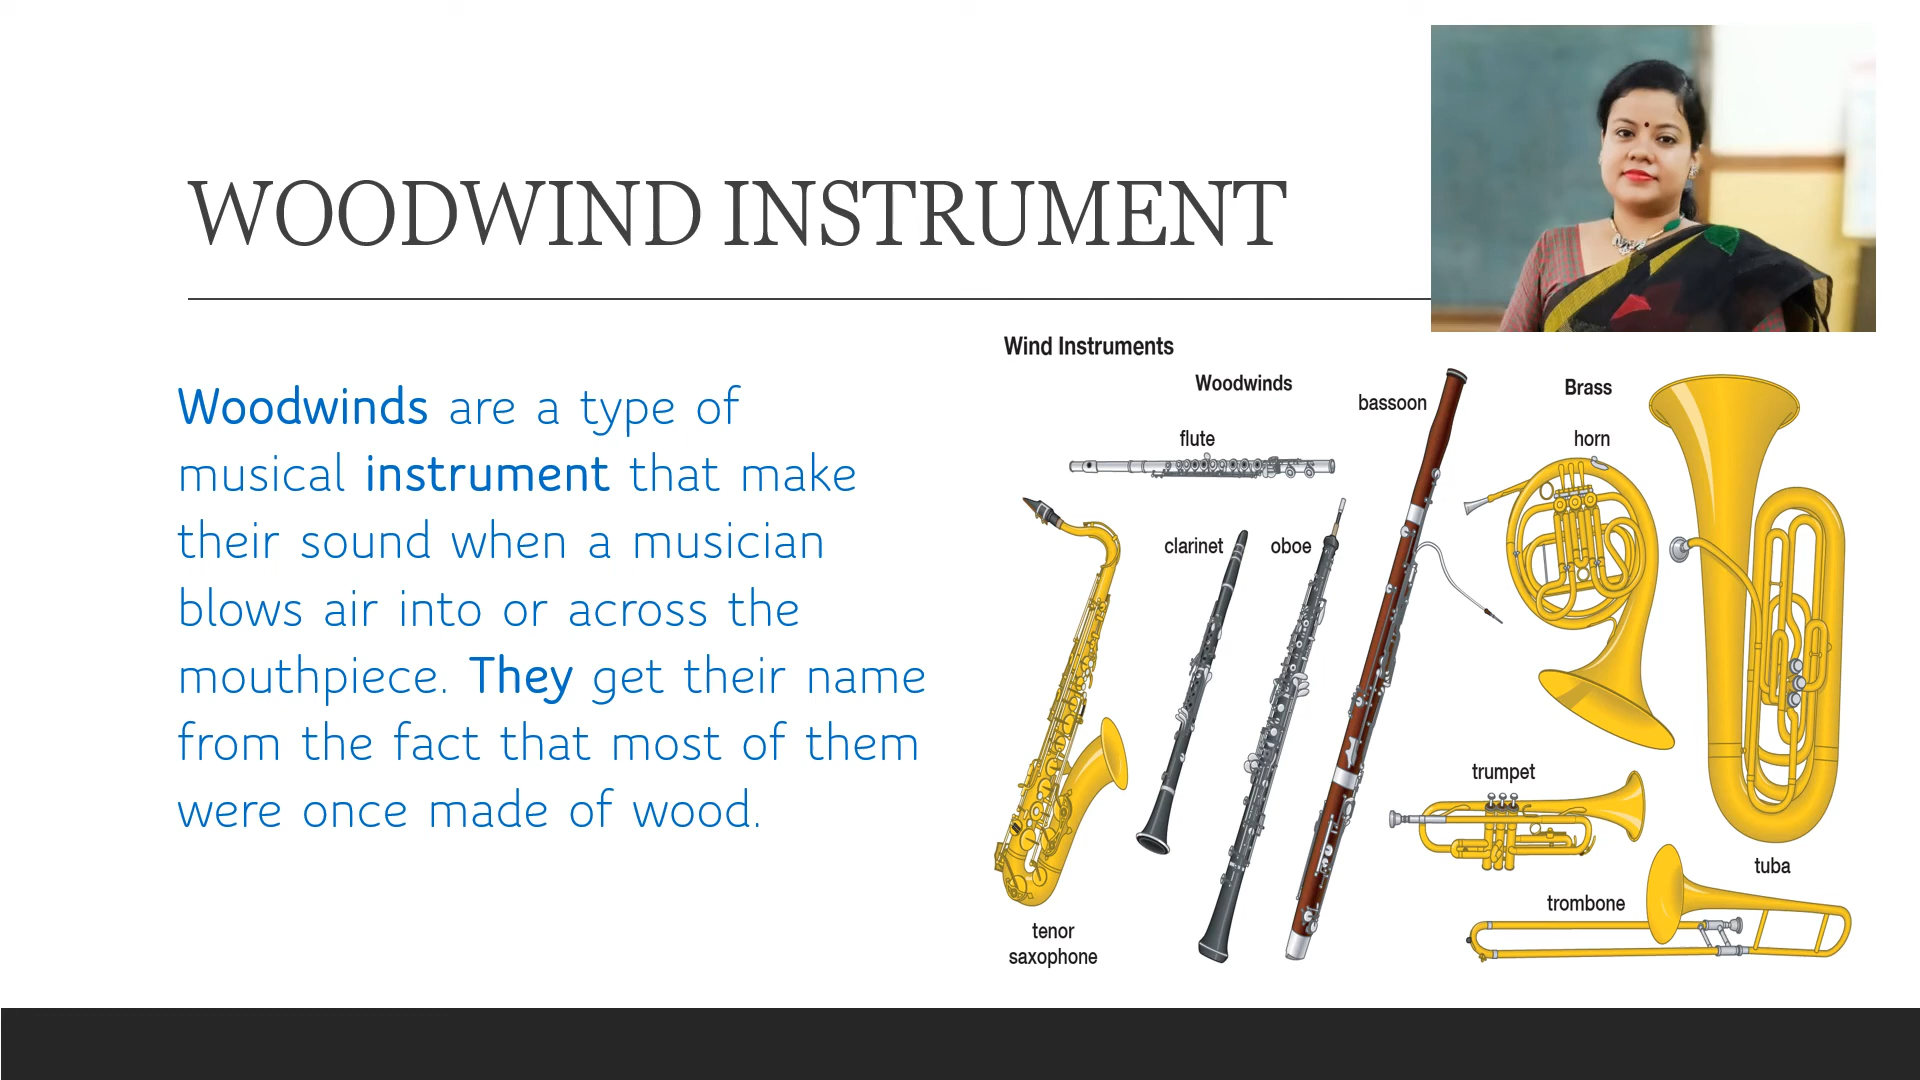 WOODWIND INSTRUMENT
Woodwinds are a type of
musical instrument that make
their sound when a musician
blows air into or across the
mouthpiece. They get their name
from the fact that most of them
were once made of wood.
Wind Instruments
Woodwinds
flute
clarinet
oboe
bassoon
tenor
saxophone
Brass
horn
trumpet
tuba
trombone